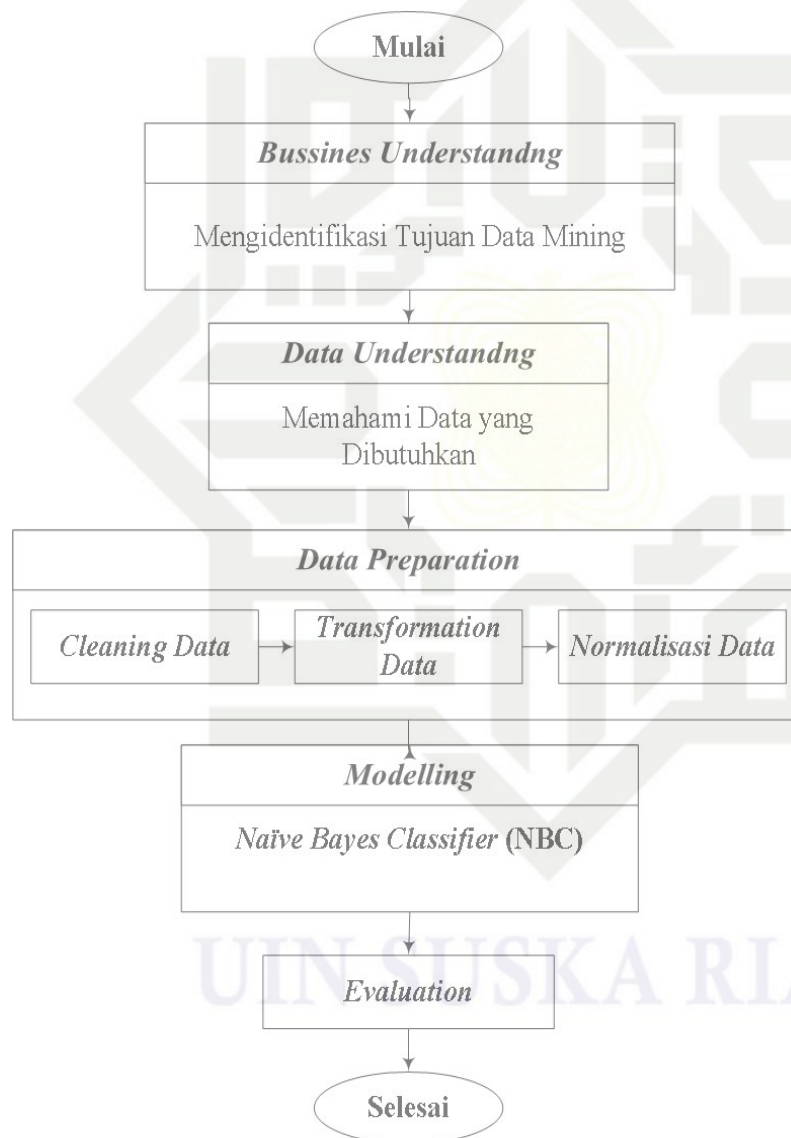 Mulai
Bussines Understandng
Mengidentifikasi Tujuan Data Mining
Data Understandng
Memahami Data yang
Dibutuhkan
Data Preparation
Cleaning Data
Transformation
Data
Normalisasi Data
Modelling
Naïve Bayes Classifier (NBC)
UIN SUSKA
Evaluation
Selesai